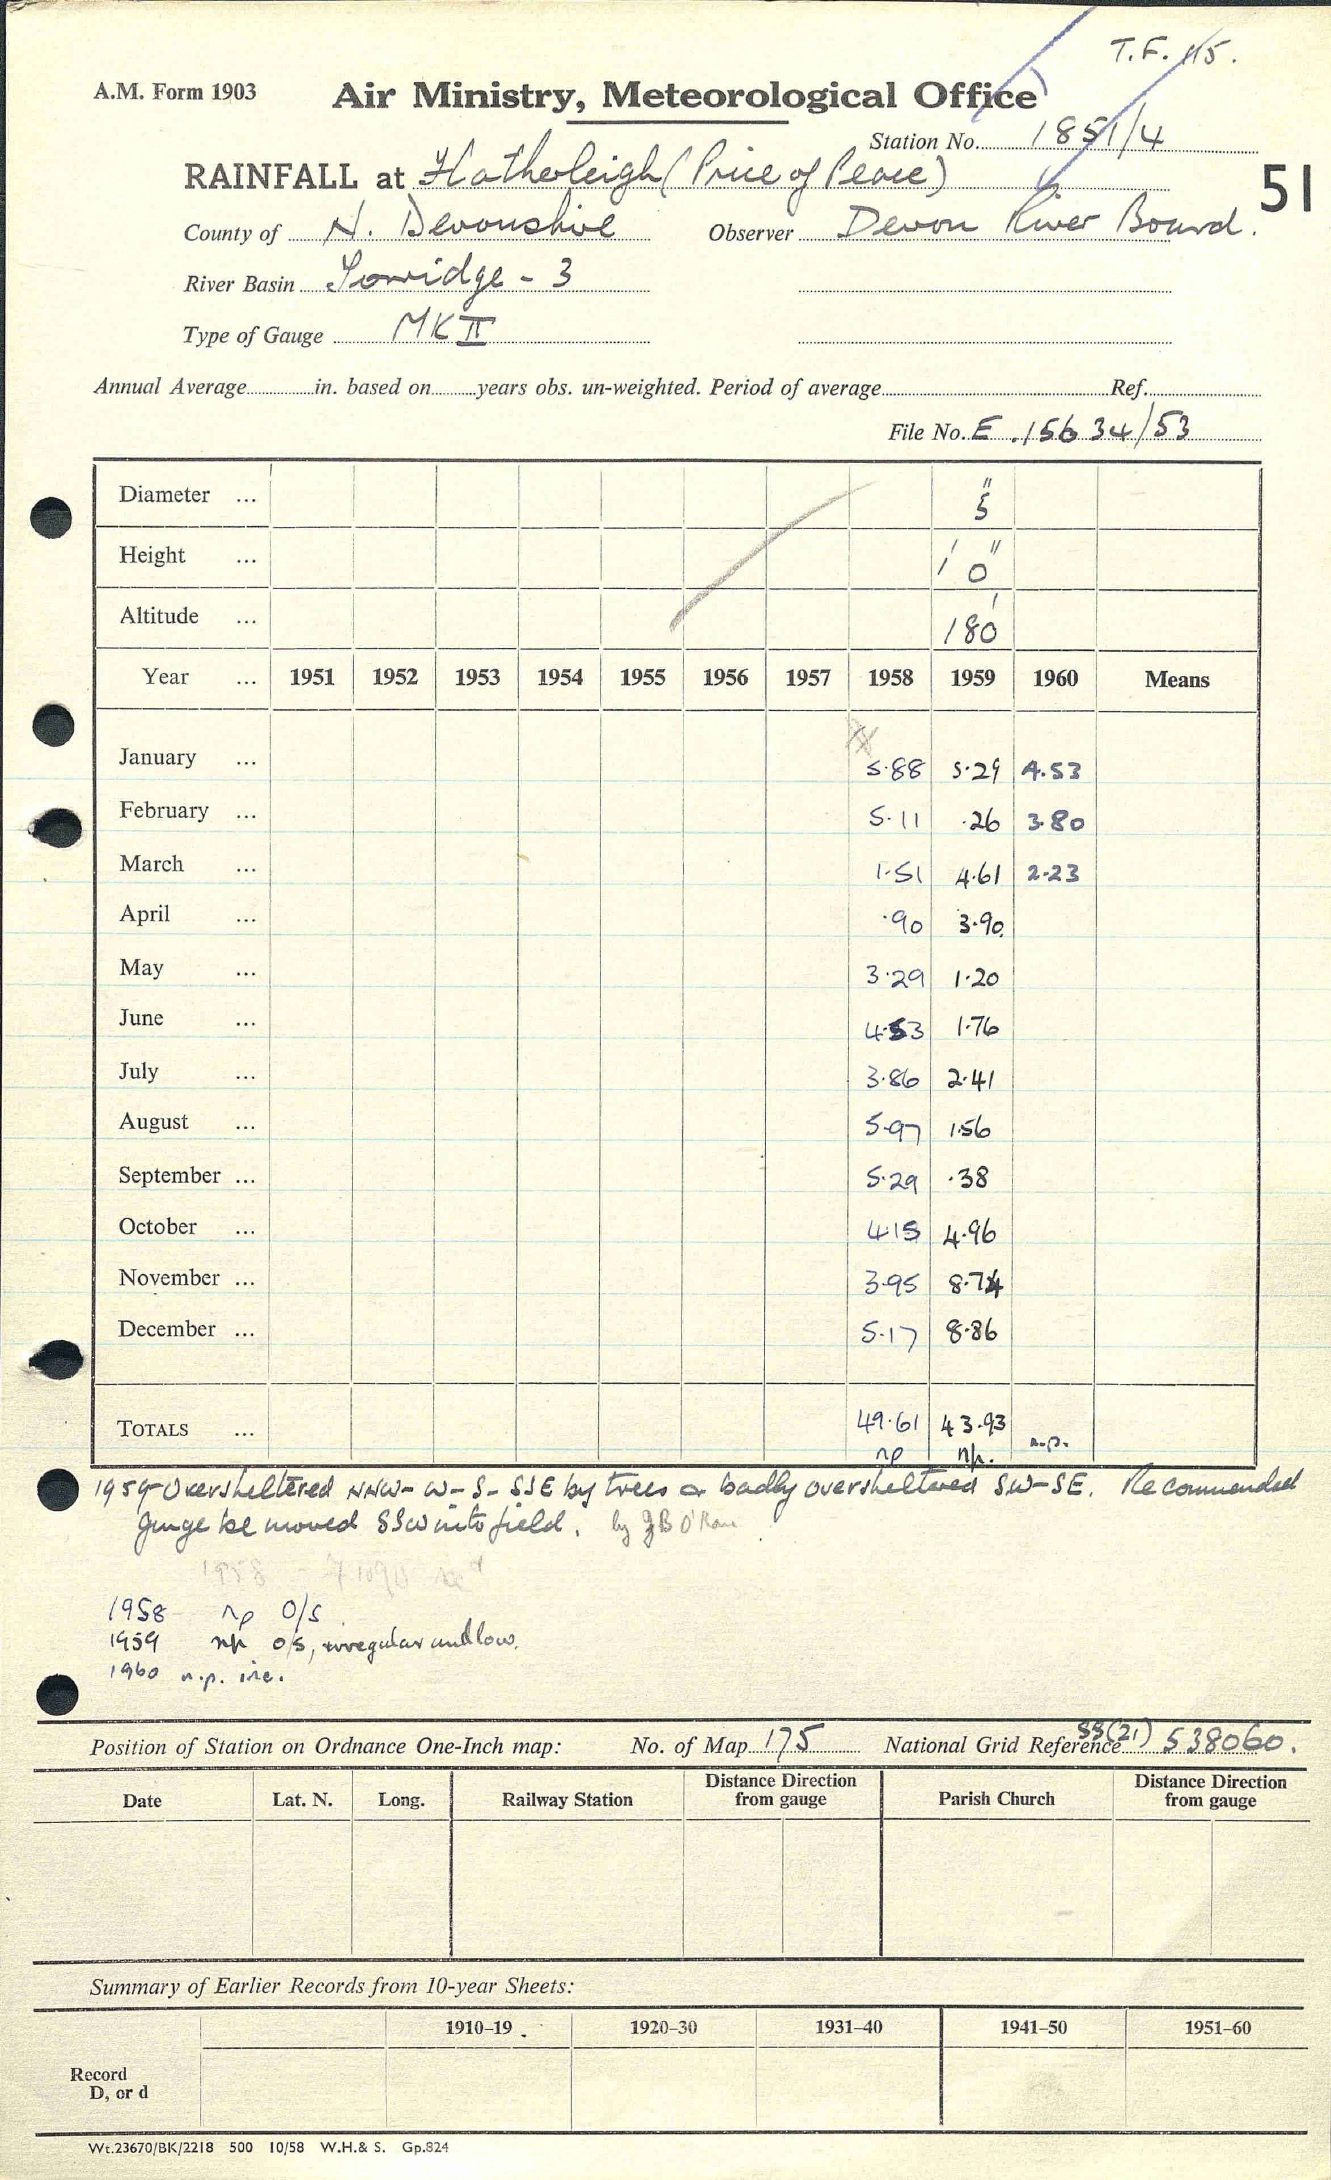 T.F. 115.
A.M. Form 1903 Air Ministry, Meteorological Office
Station No. 1851/4
RAINFALL at Hatherleigh (Price of Peace) 51
County of N. Devonshire Observer Devon River Board.
River Basin Torridge - 3
Type of Gauge MK II
Annual Average in. based on years obs. un-weighted. Period of average Ref.
File No. E.15634/53
Diameter ... 5"
Height ... 1' 0"
Altitude ... 180'
Year ... 1951 1952 1953 1954 1955 1956 1957 1958 1959 1960 Means
January ... 5.88 5.29 4.53
February ... 5.11 .26 3.80
March ... 1.51 4.61 2.23
April ... .90 3.90
May ... 3.29 1.20
June ... 4.53 1.76
July ... 3.86 2.41
August ... 5.97 1.56
September ... 5.29 .38
October ... 4.15 4.96
November ... 3.95 8.74
December ... 5.17 8.86
TOTALS ... 49.61 43.93
np np. n.p.
1959 Oversheltered NNW-W-S-SSE by trees & badly oversheltered SW-SE. Recommended
gauge be moved SSW into field. by
1958 np O/S
1959 np o/s, irregular and low.
1960 n.p. inc.
Position of Station on Ordnance One-Inch map: No. of Map 175 National Grid Reference SS(21) 538060.
Date Lat. N. Long. Railway Station Distance Direction from gauge Parish Church Distance Direction from gauge
Summary of Earlier Records from 10-year Sheets:
1910-19 1920-30 1931-40 1941-50 1951-60
Record
D, or d
Wt.23670/BK/2218 500 10/58 W.H.& S. Gp.824